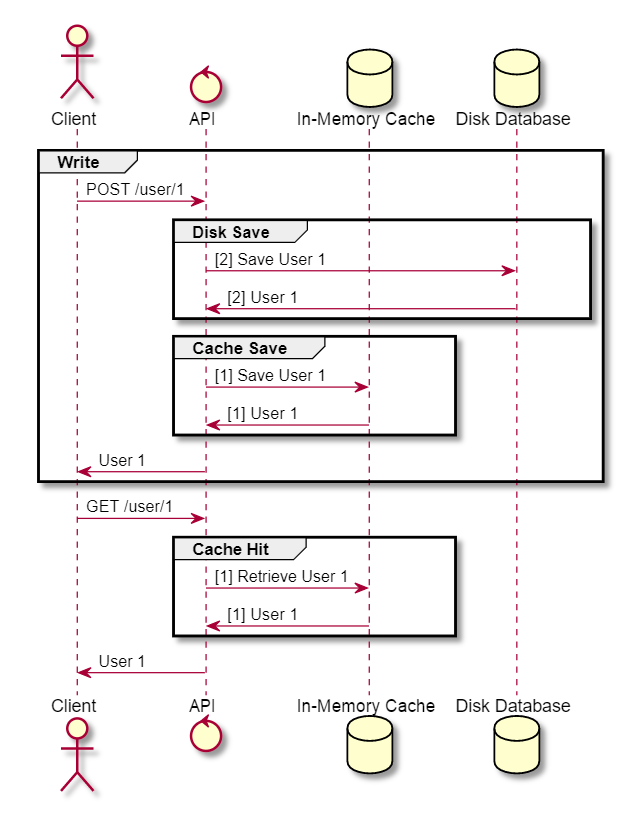 Client
API
In-Memory Cache
Disk Database
Write
POST /user/1
Disk Save
[2] Save User 1
[2] User 1
Cache Save
[1] Save User 1
[1] User 1
User 1
GET /user/1
Cache Hit
[1] Retrieve User 1
[1] User 1
User 1
Client
API
In-Memory Cache
Disk Database